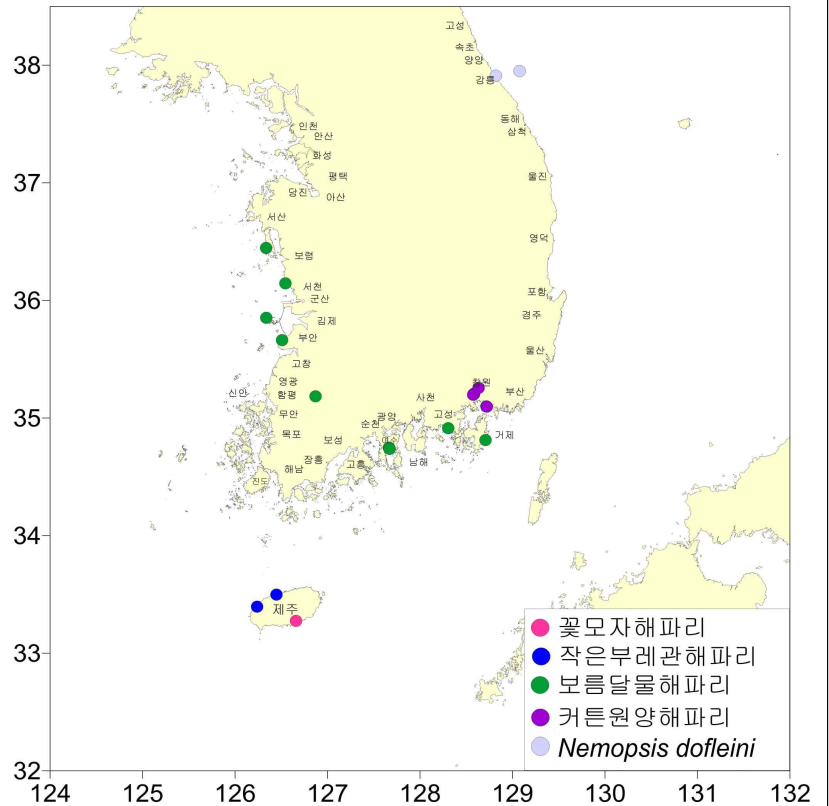 고성
속초
양양
38
강릉
동해
삼척
인천
안산
화성
평택
37
울진
당진
아산
서산
영덕
보령
서천
포항
36
군산
경주
김제
부안
울산
고창
영광
창원
신안
함평
부산
사천
35
무안
광양
고성
순천
목포
거제
보성
여수
장흥
고흥
남해
해남
진도
34
제주
33
꽃모자해파리
작은부레관해파리
보름달물해파리
커튼원양해파리
Nemopsis dofleini
32
124 125 126 127 128 129 130 131 132